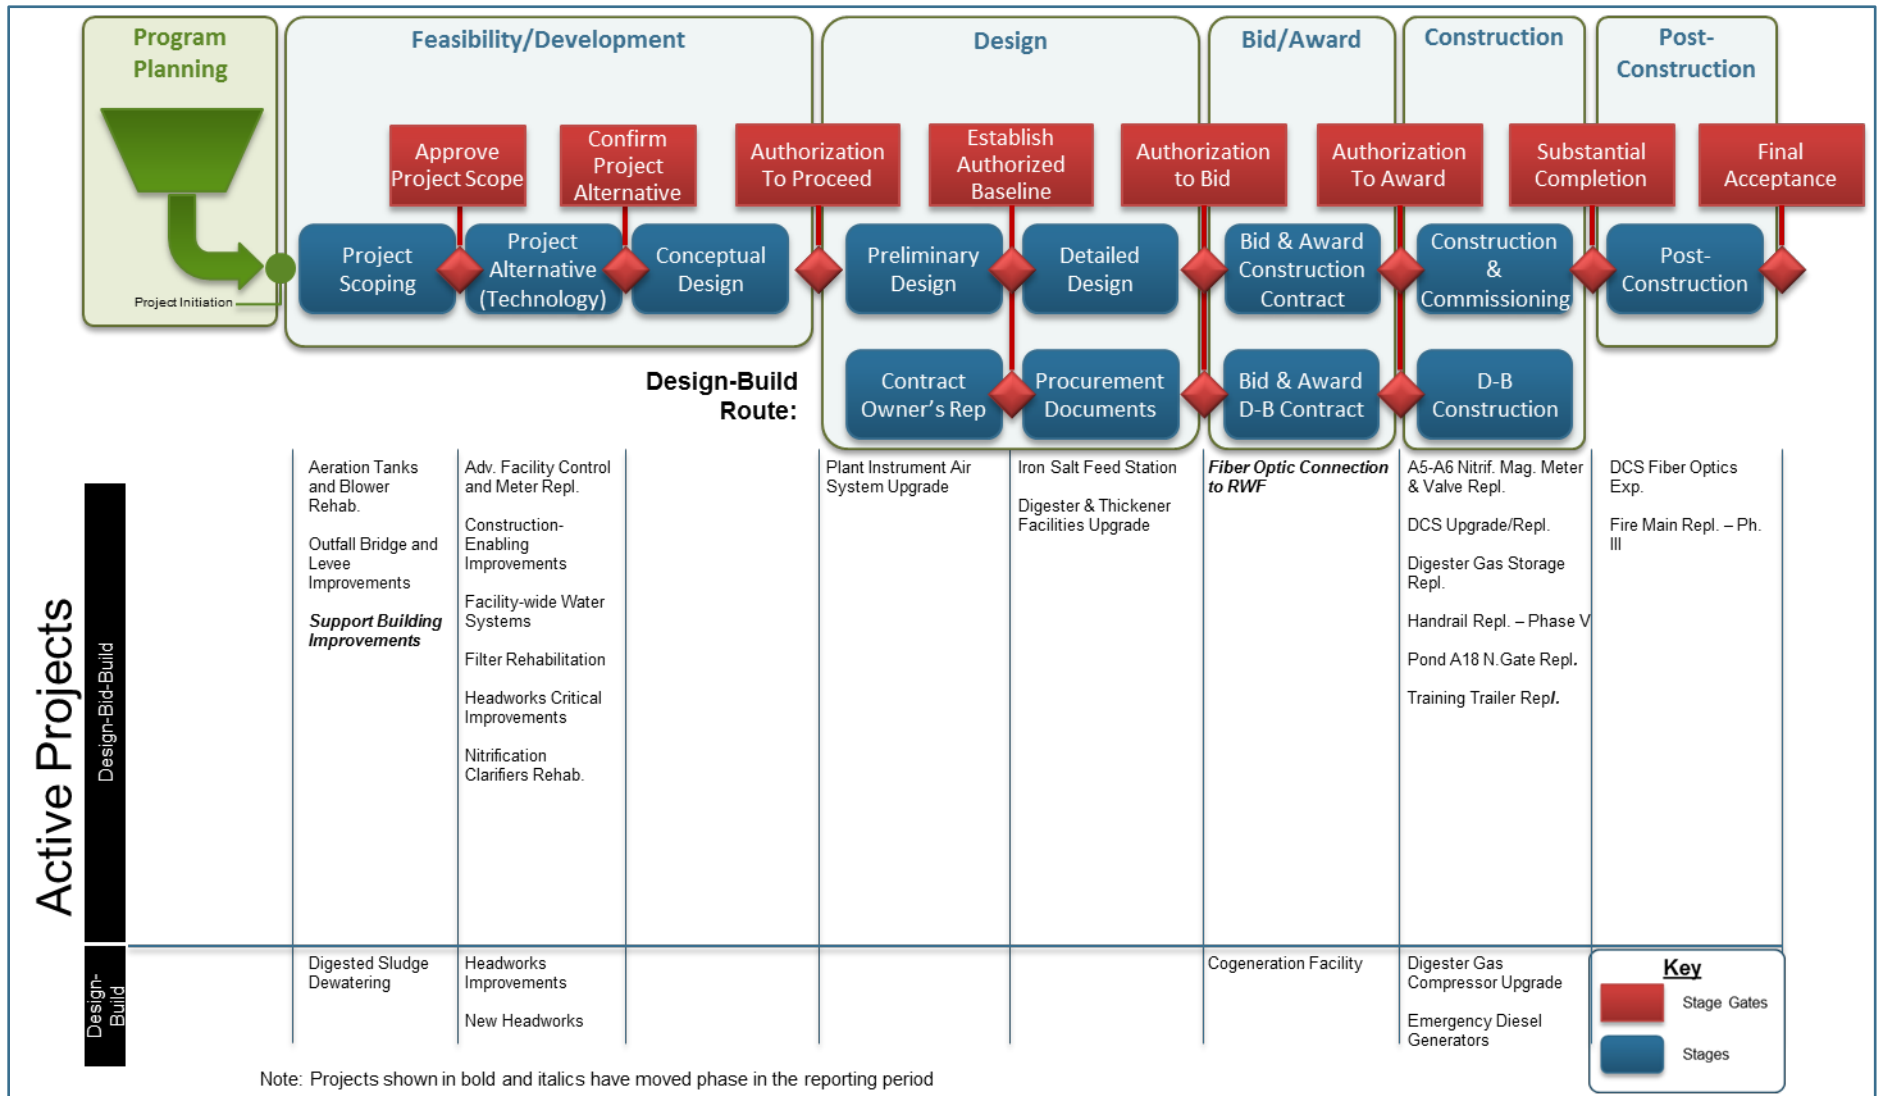 Program
Planning
Feasibility/Development
Design
Bid/Award
Construction
Post-
Construction
Approve
Project Scope
Confirm
Project
Alternative
Authorization
To Proceed
Establish
Authorized
Baseline
Authorization
to Bid
Authorization
To Award
Substantial
Completion
Final
Acceptance
Project Initiation
Project
Scoping
Project
Alternative
(Technology)
Conceptual
Design
Preliminary
Design
Detailed
Design
Bid & Award
Construction
Contract
Construction
&
Commissioning
Post-
Construction
Design-Build
Route:
Contract
Owner's Rep
Procurement
Documents
Bid & Award
D-B Contract
D-B
Construction
Active Projects
Design-Bid-Build
Aeration Tanks
and Blower
Rehab.
Outfall Bridge and
Levee
Improvements
Support Building
Improvements
Adv. Facility Control
and Meter Repl.
Construction-
Enabling
Improvements
Facility-wide Water
Systems
Filter Rehabilitation
Headworks Critical
Improvements
Nitrification
Clarifiers Rehab.
Plant Instrument Air
System Upgrade
Iron Salt Feed Station
Digester & Thickener
Facilities Upgrade
Fiber Optic Connection
to RWF
A5-A6 Nitrif. Mag. Meter
& Valve Repl.
DCS Upgrade/Repl.
Digester Gas Storage
Repl.
Handrail Repl. – Phase V
Pond A18 N.Gate Repl.
Training Trailer Repl.
DCS Fiber Optics
Exp.
Fire Main Repl. – Ph.
III
Design-
Build
Digested Sludge
Dewatering
Headworks
Improvements
New Headworks
Cogeneration Facility
Digester Gas
Compressor Upgrade
Emergency Diesel
Generators
Key
Stage Gates
Stages
Note: Projects shown in bold and italics have moved phase in the reporting period